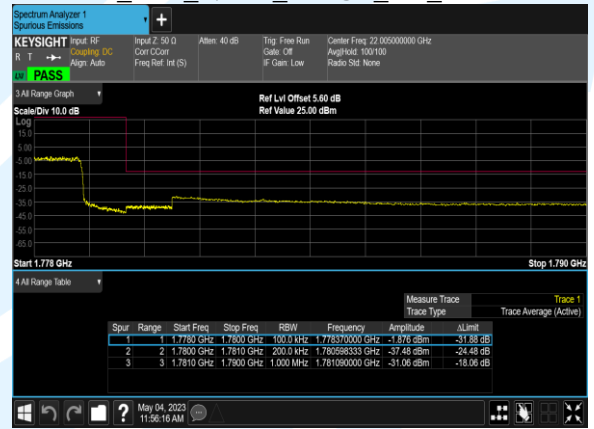 Spectrum Analyzer 1
Spurious Emissions
+
KEYSIGHT Input: RF Input Z: 50 Ω Atten: 40 dB Trig: Free Run Center Freq: 22.005000000 GHz
R T Coupling: DC Corr CCorr Gate: Off Avg|Hold: 100/100
Align: Auto Freq Ref: Int (S) IF Gain: Low Radio Std: None
PASS
3 All Range Graph
Ref Lvl Offset 5.60 dB
Scale/Div 10.0 dB Ref Value 25.00 dBm
Log
15.0
5.00
-5.00
-15.0
-25.0
-35.0
-45.0
-55.0
-65.0
Start 1.778 GHz Stop 1.790 GHz
4 All Range Table
Measure Trace Trace 1
Trace Type Trace Average (Active)
Spur Range Start Freq Stop Freq RBW Frequency Amplitude ΔLimit
1 1 1.7780 GHz 1.7800 GHz 100.0 kHz 1.778370000 GHz -1.876 dBm -31.88 dB
2 2 1.7800 GHz 1.7810 GHz 200.0 kHz 1.780598333 GHz -37.48 dBm -24.48 dB
3 3 1.7810 GHz 1.7900 GHz 1.000 MHz 1.781090000 GHz -31.06 dBm -18.06 dB
? May 04, 2023
11:56:16 AM